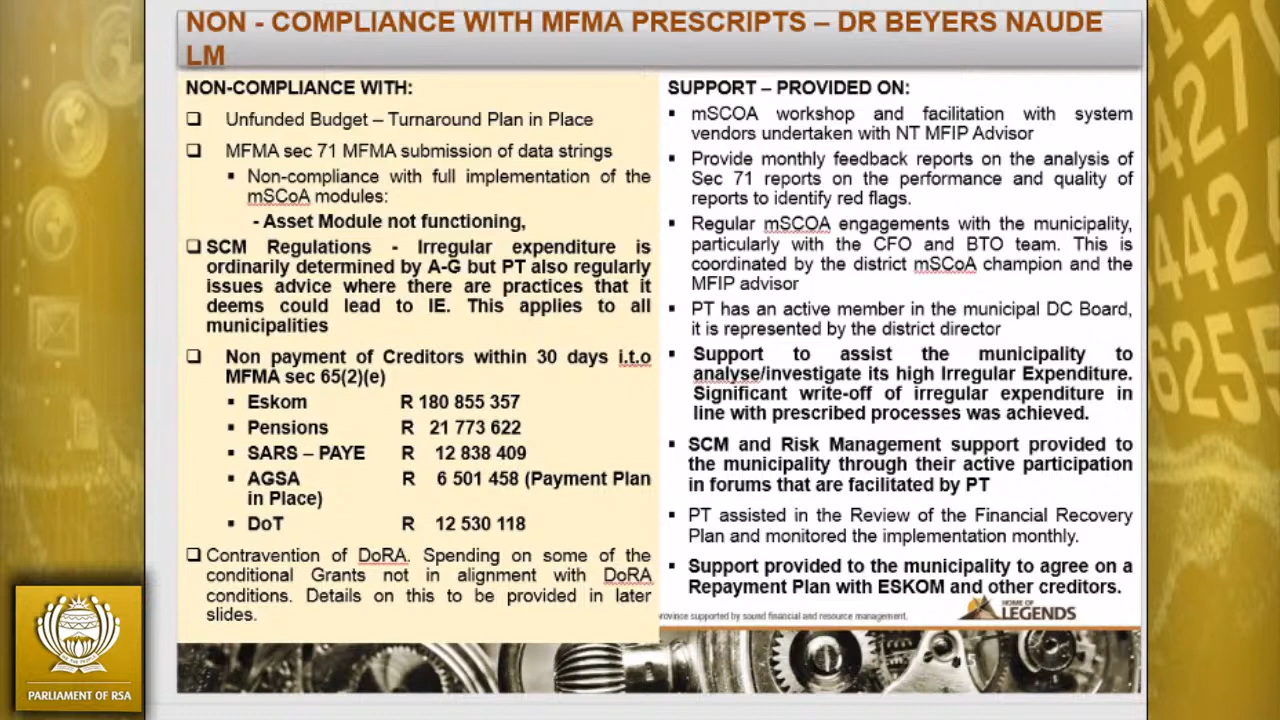 NON - COMPLIANCE WITH MFMA PRESCRIPTS – DR BEYERS NAUDE
LM
NON-COMPLIANCE WITH:
❑ Unfunded Budget – Turnaround Plan in Place
❑ MFMA sec 71 MFMA submission of data strings
▪ Non-compliance with full implementation of the
mSCoA modules:
- Asset Module not functioning,
❑ SCM Regulations - Irregular expenditure is
ordinarily determined by A-G but PT also regularly
issues advice where there are practices that it
deems could lead to IE. This applies to all
municipalities
❑ Non payment of Creditors within 30 days i.t.o
MFMA sec 65(2)(e)
▪ Eskom R 180 855 357
▪ Pensions R 21 773 622
▪ SARS – PAYE R 12 838 409
▪ AGSA R 6 501 458 (Payment Plan
in Place)
▪ DoT R 12 530 118
❑ Contravention of DoRA. Spending on some of the
conditional Grants not in alignment with DoRA
conditions. Details on this to be provided in later
slides.
SUPPORT – PROVIDED ON:
▪ mSCOA workshop and facilitation with system
vendors undertaken with NT MFIP Advisor
▪ Provide monthly feedback reports on the analysis of
Sec 71 reports on the performance and quality of
reports to identify red flags.
▪ Regular mSCOA engagements with the municipality,
particularly with the CFO and BTO team. This is
coordinated by the district mSCoA champion and the
MFIP advisor
▪ PT has an active member in the municipal DC Board,
it is represented by the district director
▪ Support to assist the municipality to
analyse/investigate its high Irregular Expenditure.
Significant write-off of irregular expenditure in
line with prescribed processes was achieved.
▪ SCM and Risk Management support provided to
the municipality through their active participation
in forums that are facilitated by PT
▪ PT assisted in the Review of the Financial Recovery
Plan and monitored the implementation monthly.
▪ Support provided to the municipality to agree on a
Repayment Plan with ESKOM and other creditors.
province supported by sound financial and resource management.
HOME OF
LEGENDS
5
PARLIAMENT OF RSA